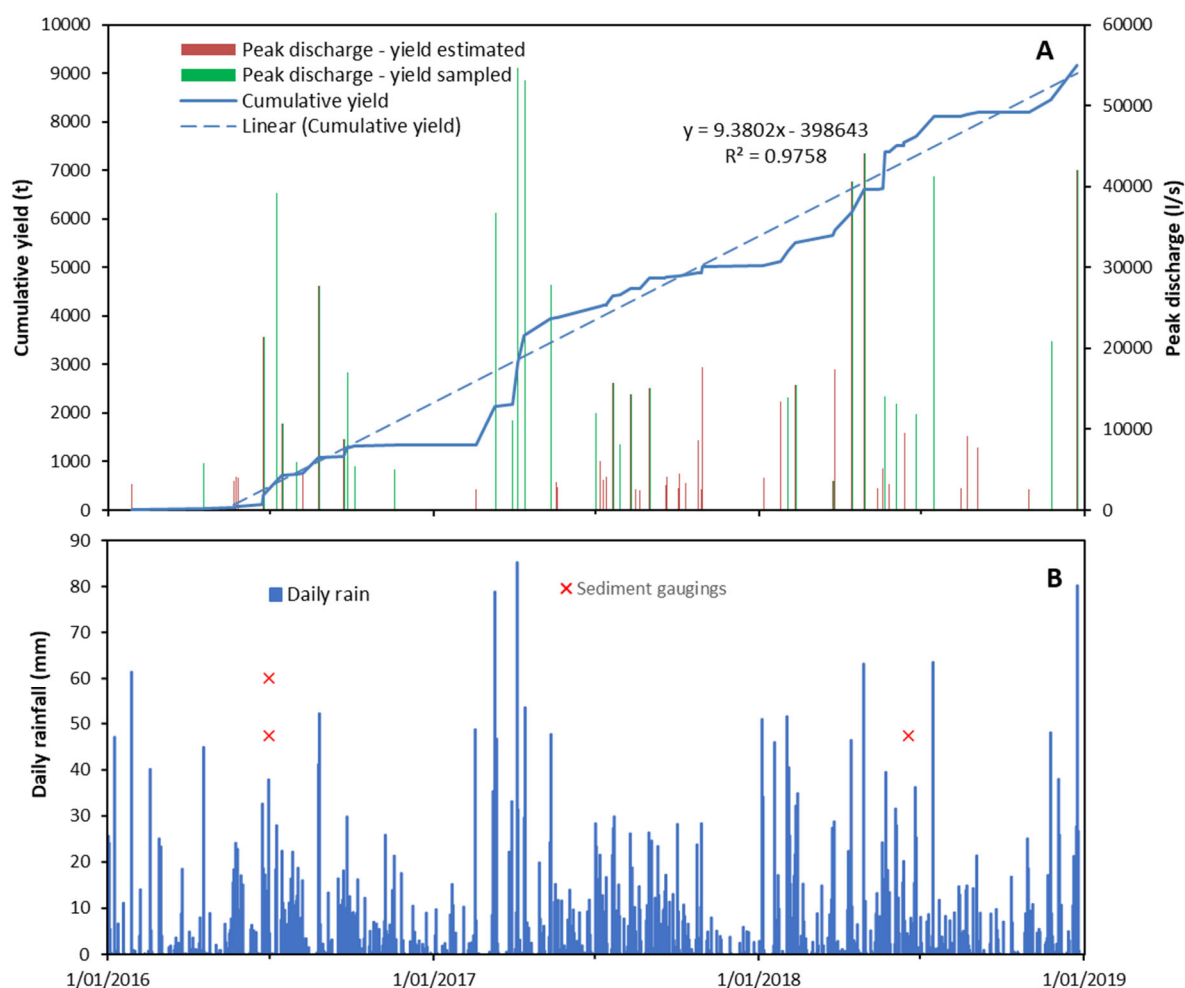 10000
9000
8000
7000
6000
5000
4000
3000
2000
1000
0
Cumulative yield (t)
Peak discharge - yield estimated
Peak discharge - yield sampled
Cumulative yield
Linear (Cumulative yield)
y = 9.3802x - 398643
R² = 0.9758
A
60000
50000
40000
30000
20000
10000
0
Peak discharge (l/s)
90
80
70
60
50
40
30
20
10
0
Daily rainfall (mm)
Daily rain
Sediment gaugings
B
1/01/2016
1/01/2017
1/01/2018
1/01/2019